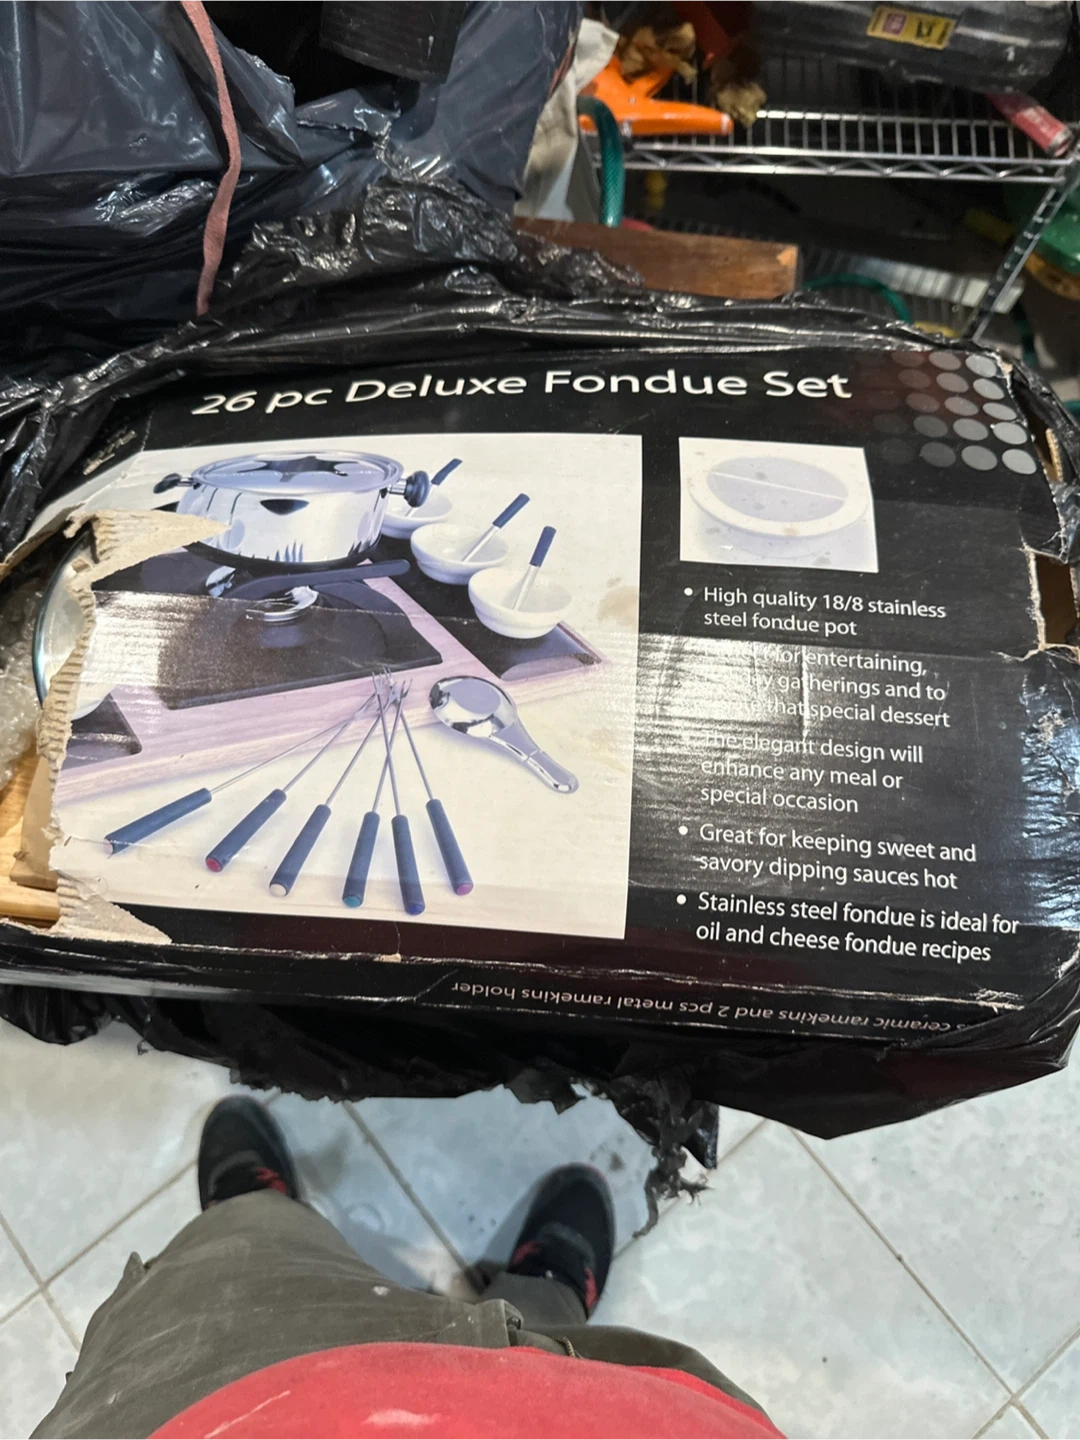 26 pc Deluxe Fondue Set
• High quality 18/8 stainless
steel fondue pot
for entertaining,
gatherings and to
that special dessert
The elegant design will
enhance any meal or
special occasion
• Great for keeping sweet and
savory dipping sauces hot
• Stainless steel fondue is ideal for
oil and cheese fondue recipes
ceramic ramekins and 2 pcs metal ramekins holder